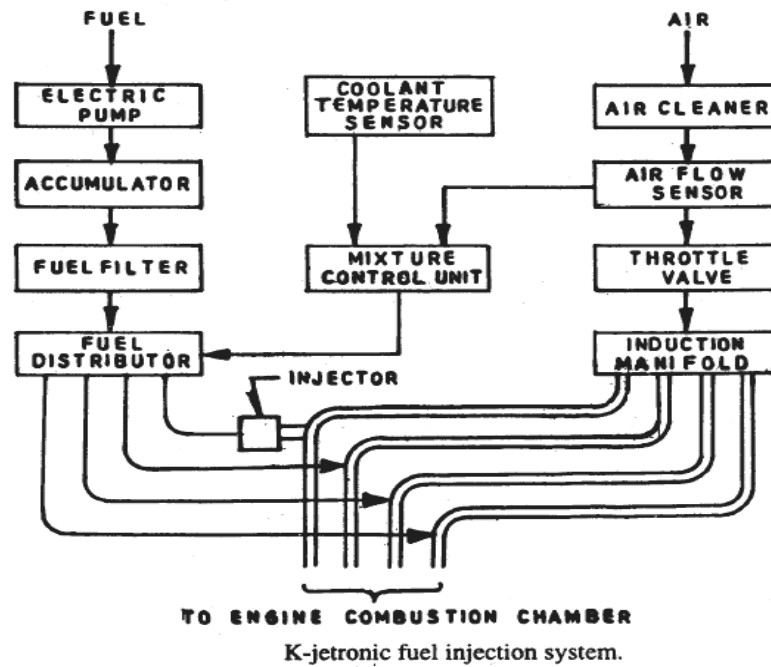 FUEL
AIR
ELECTRIC
PUMP
COOLANT
TEMPERATURE
SENSOR
AIR CLEANER
ACCUMULATOR
AIR FLOW
SENSOR
FUEL FILTER
MIXTURE
CONTROL UNIT
THROTTLE
VALVE
FUEL
DISTRIBUTOR
INDUCTION
MANIFOLD
INJECTOR
TO ENGINE COMBUSTION CHAMBER
K-jetronic fuel injection system.